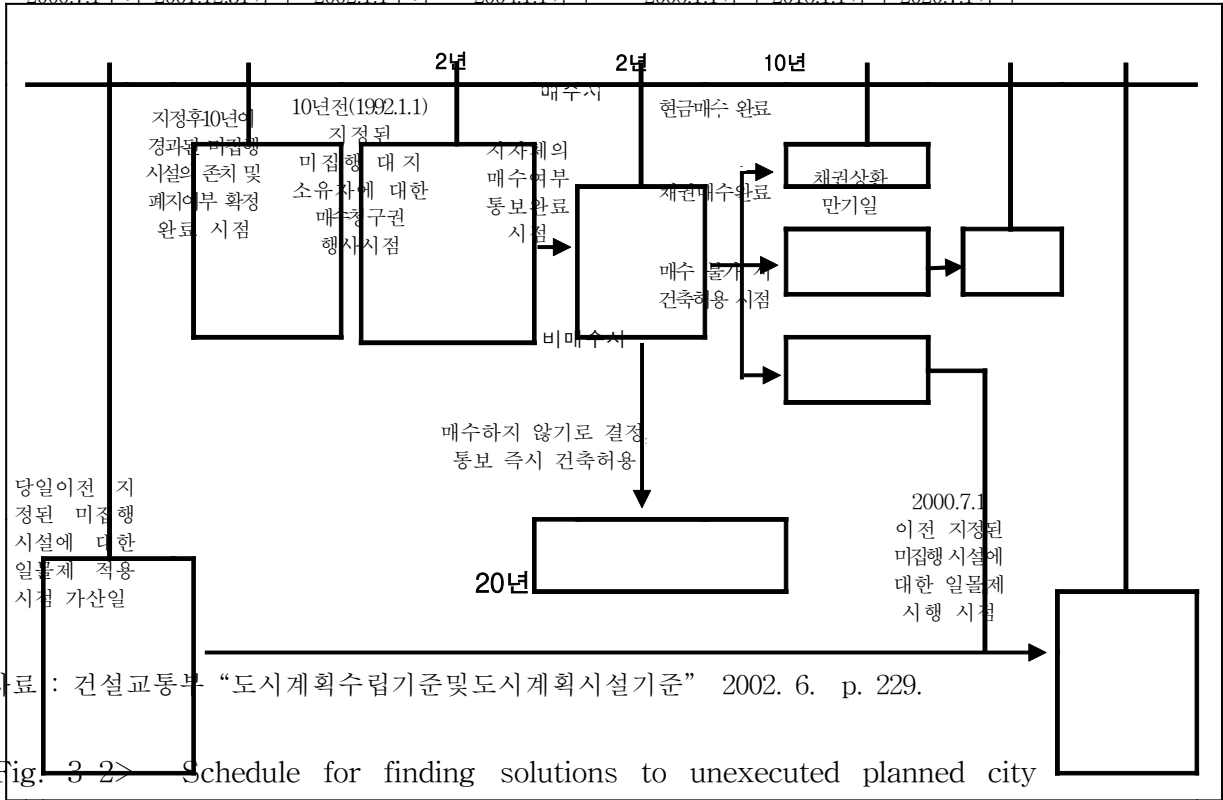 2년 2년 10년
매수시
현금매수 완료
지정후10년이
경과된 미집행
시설의 존치 및
폐지여부 확정
완료 시점
10년전(1992.1.1)
지정된
미집행 대지
소유자에 대한
매수청구권
행사시점
지자체의
매수여부
통보완료
시점
채권매수완료
채권상환
만기일
매수 불가 시
건축허용 시점
비매수시
매수하지 않기로 결정,
통보 즉시 건축허용
당일이전 지
정된 미집행
시설에 대한
일몰제 적용
시점 가산일
2000.7.1
이전 지정된
미집행 시설에
대한 일몰제
시행 시점
20년
자료 : 건설교통부 “도시계획수립기준및도시계획시설기준” 2002. 6. p. 229.
Fig. 3-2> Schedule for finding solutions to unexecuted planned city